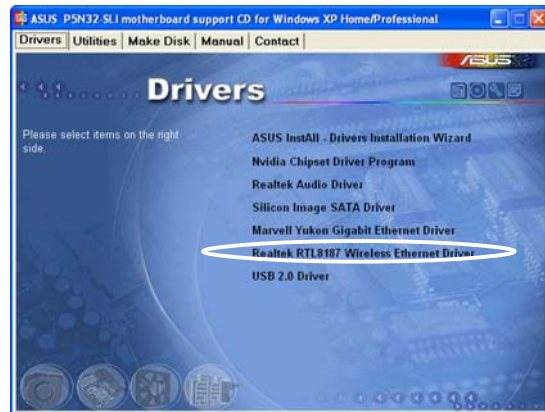 ASUS P5N32-SLI motherboard support CD for Windows XP Home/Professional
Drivers Utilities Make Disk Manual Contact
ASUS
Drivers
Please select items on the right
side.
ASUS InstAll - Drivers Installation Wizard
Nvidia Chipset Driver Program
Realtek Audio Driver
Silicon Image SATA Driver
Marvell Yukon Gigabit Ethernet Driver
Realtek RTL8187 Wireless Ethernet Driver
USB 2.0 Driver